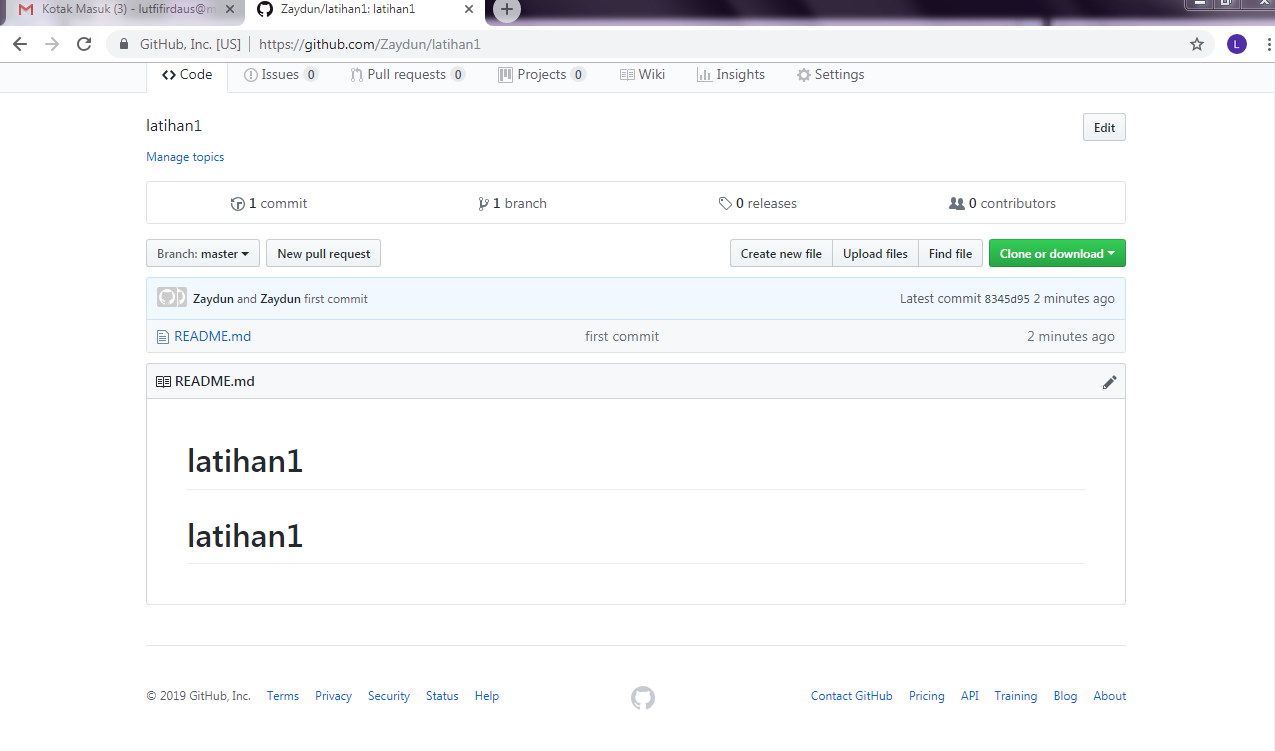 Kotak Masuk (3) - lutfifirdaus@m
Zaydun/latihan1: latihan1
GitHub, Inc. [US] | https://github.com/Zaydun/latihan1
L
Code Issues 0 Pull requests 0 Projects 0 Wiki Insights Settings
latihan1
Edit
Manage topics
1 commit 1 branch 0 releases 0 contributors
Branch: master New pull request Create new file Upload files Find file Clone or download
Zaydun and Zaydun first commit Latest commit 8345d95 2 minutes ago
README.md first commit 2 minutes ago
README.md
latihan1
latihan1
© 2019 GitHub, Inc. Terms Privacy Security Status Help Contact GitHub Pricing API Training Blog About